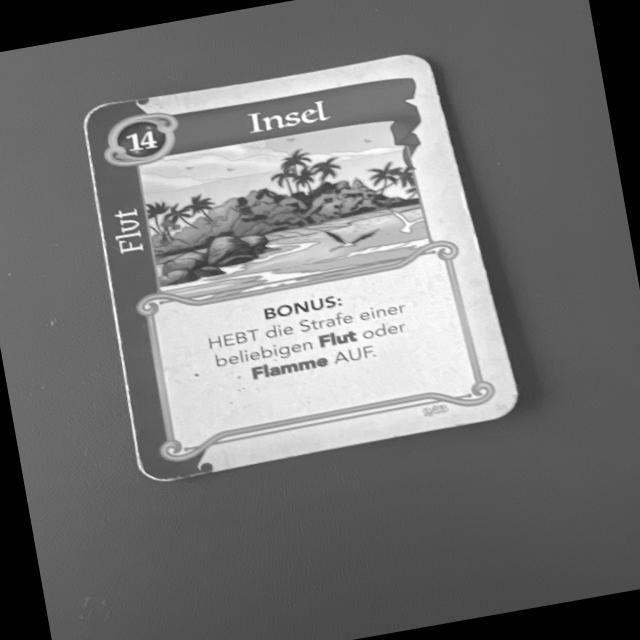 14
Insel
Flut
BONUS:
HEBT die Strafe einer
beliebigen Flut oder
Flamme AUF.